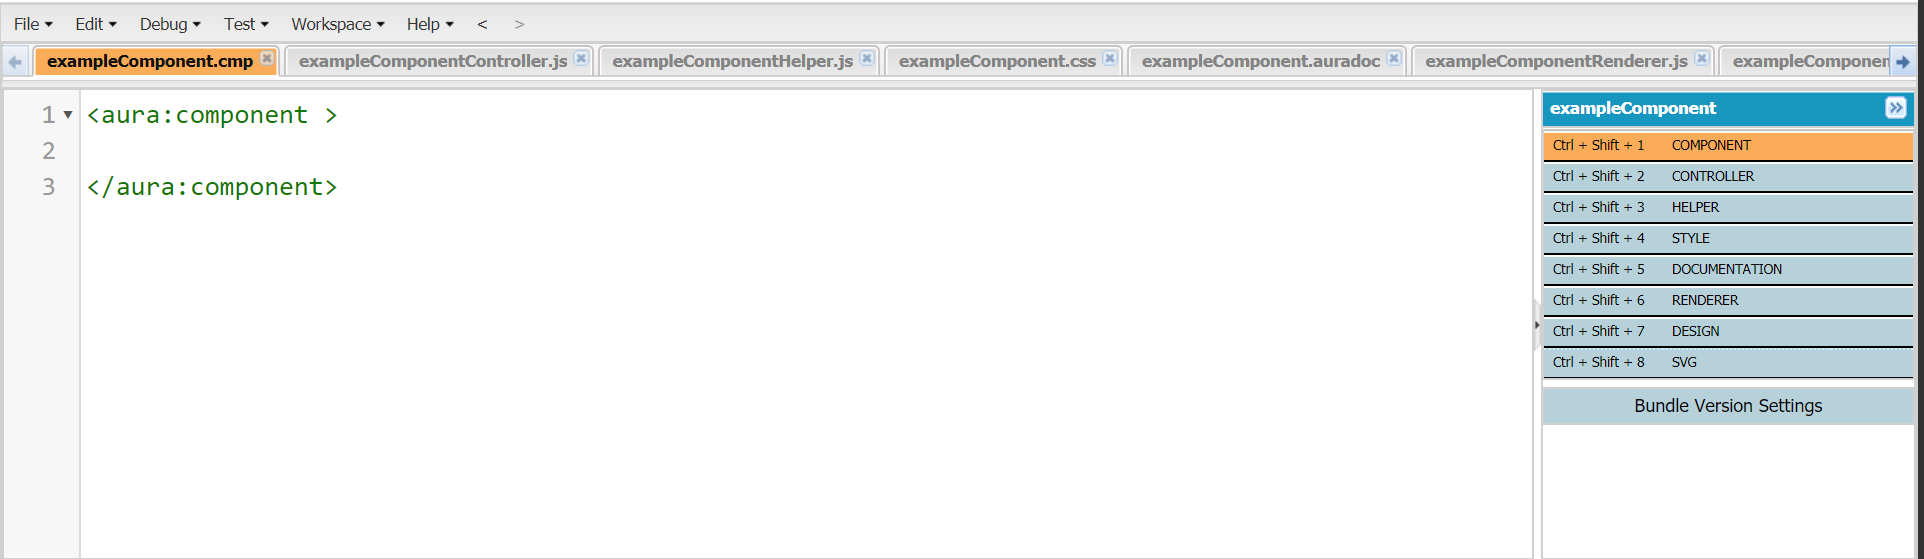 File Edit Debug Test Workspace Help < >
exampleComponent.cmp exampleComponentController.js exampleComponentHelper.js exampleComponent.css exampleComponent.auradoc exampleComponentRenderer.js exampleComponen
1 <aura:component >
2
3 </aura:component>
exampleComponent
Ctrl + Shift + 1 COMPONENT
Ctrl + Shift + 2 CONTROLLER
Ctrl + Shift + 3 HELPER
Ctrl + Shift + 4 STYLE
Ctrl + Shift + 5 DOCUMENTATION
Ctrl + Shift + 6 RENDERER
Ctrl + Shift + 7 DESIGN
Ctrl + Shift + 8 SVG
Bundle Version Settings